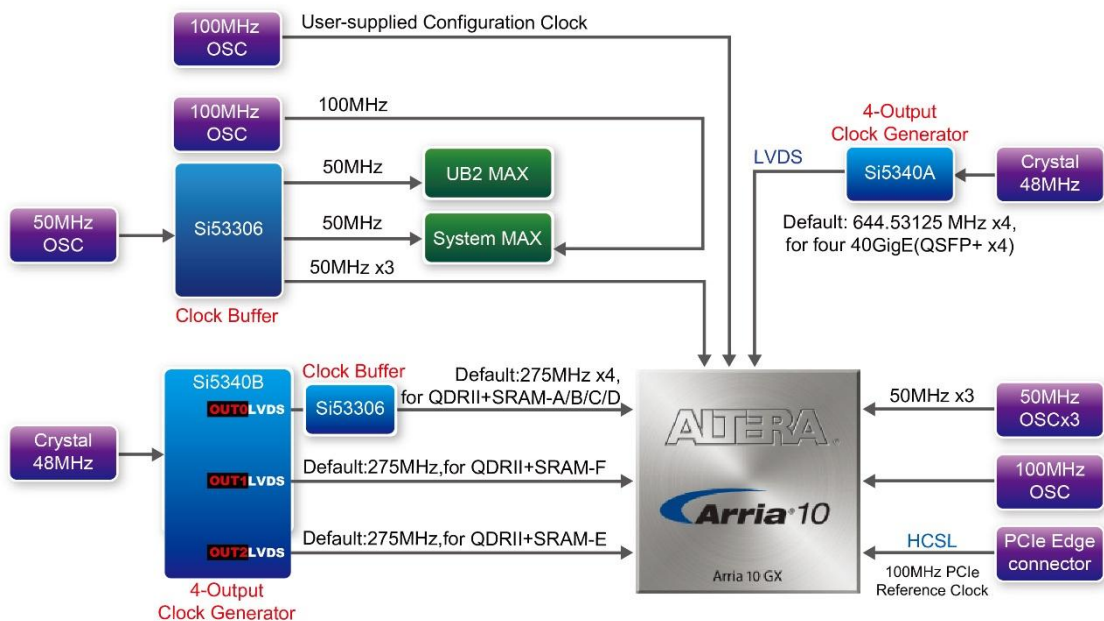 100MHz
OSC
User-supplied Configuration Clock
100MHz
OSC
100MHz
50MHz
OSC
Si53306
Clock Buffer
50MHz
UB2 MAX
50MHz
System MAX
50MHz x3
4-Output
Clock Generator
LVDS
Si5340A
Crystal
48MHz
Default: 644.53125 MHz x4,
for four 40GigE(QSFP+ x4)
Crystal
48MHz
Si5340B
OUT0LVDS
OUT1LVDS
OUT2LVDS
4-Output
Clock Generator
Clock Buffer
Si53306
Default:275MHz x4,
for QDRII+SRAM-A/B/C/D
Default:275MHz,for QDRII+SRAM-F
Default:275MHz,for QDRII+SRAM-E
ALTERA®
Arria®10
Arria 10 GX
50MHz x3
50MHz
OSCx3
100MHz
OSC
HCSL
100MHz PCIe
Reference Clock
PCIe Edge
connector